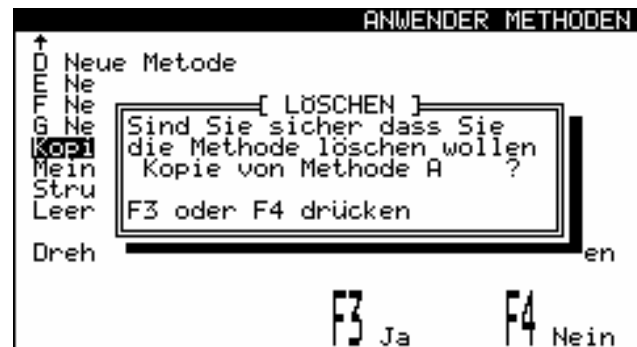 ANWENDER METHODEN
D Neue Metode
E Ne
F Ne
G Ne
Kopi
Mein
Stru
Leer
[ LÖSCHEN ]
Sind Sie sicher dass Sie
die Methode löschen wollen
Kopie von Methode A ?
F3 oder F4 drücken
Dreh en
F3 Ja F4 Nein